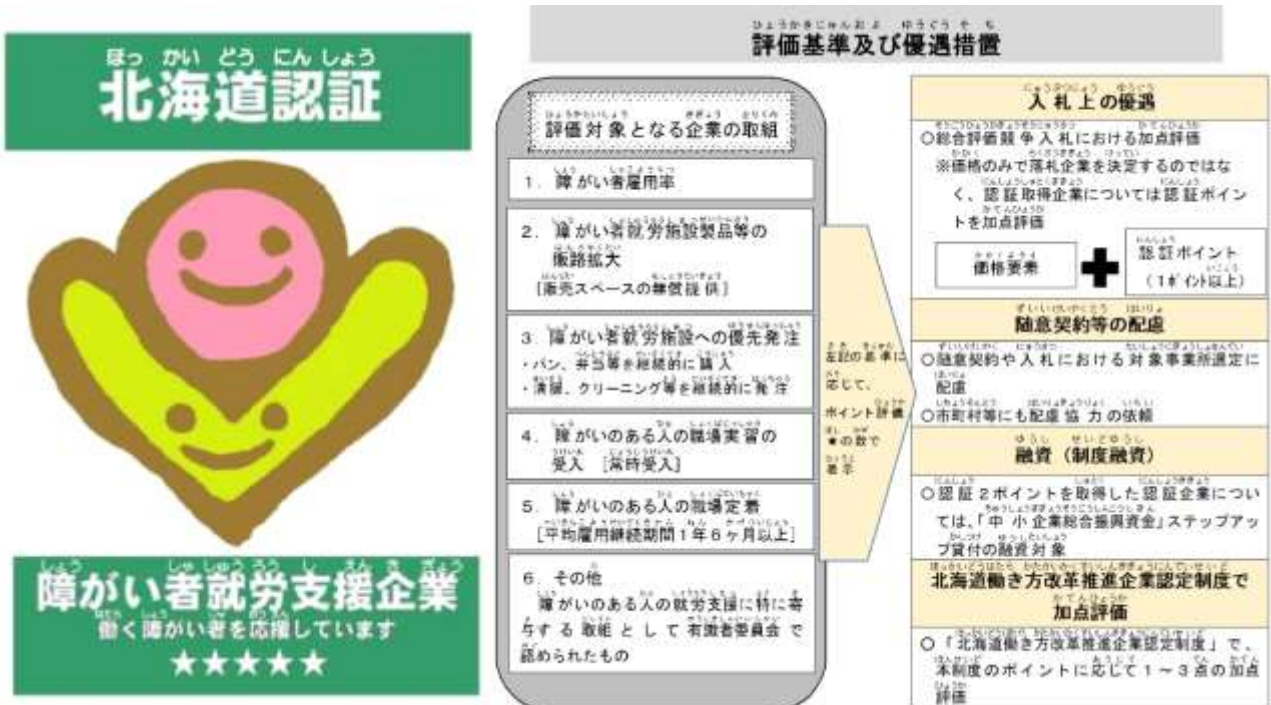 北海道認証
障がい者就労支援企業
働く障がい者を応援しています
★★★★★
評価基準及び優遇措置
評価対象となる企業の取組
1．障がい者雇用率
2．障がい者就労施設製品等の
販路拡大
[販売スペースの無償提供]
3．障がい者就労施設への優先発注
・パン、弁当等を継続的に購入
・清掃、クリーニング等を継続的に発注
4．障がいのある人の職場実習の
受入　[常時受入]
5．障がいのある人の職場定着
[平均雇用継続期間1年6ヶ月以上]
6．その他
障がいのある人の就労支援に特に寄
与する取組として有識者委員会で
認められたもの
左記の基準に
応じて、
ポイント評価
★の数で
表示
入札上の優遇
○総合評価競争入札における加点評価
※価格のみで落札企業を決定するのではな
く、認証取得企業については認証ポイン
トを加点評価
価格要素
認証ポイント
（1ポイント以上）
随意契約等の配慮
○随意契約や入札における対象事業所選定に
配慮
○市町村等にも配慮協力の依頼
融資（制度融資）
○認証2ポイントを取得した認証企業につい
ては、「中小企業総合振興資金」ステップアッ
プ貸付の融資対象
北海道働き方改革推進企業認定制度で
加点評価
○「北海道働き方改革推進企業認定制度」で、
本制度のポイントに応じて1～3点の加点
評価